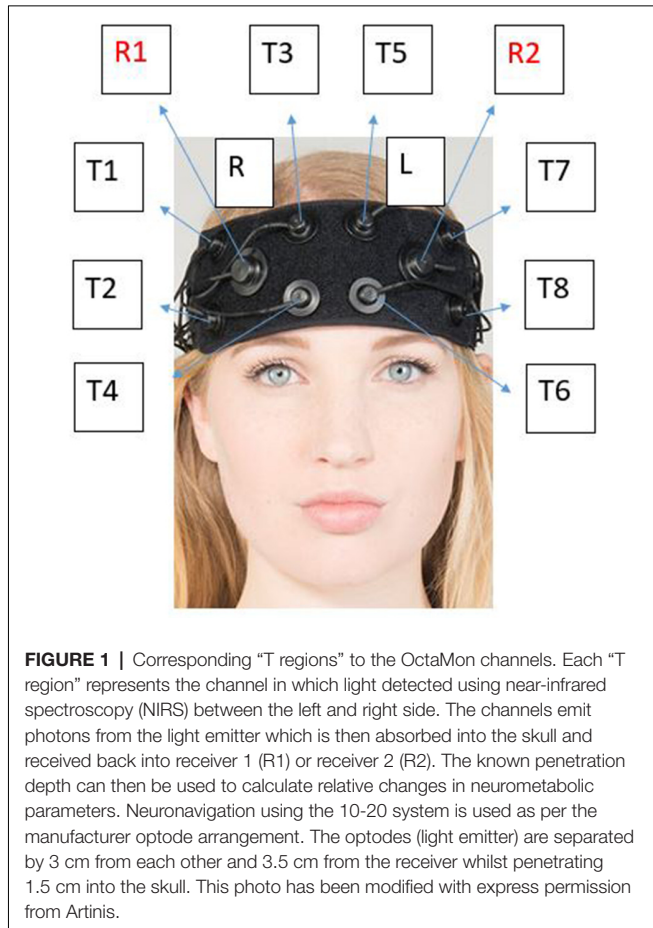 R1 T3 T5 R2
R L
T1 T7
T2 T8
T4 T6
FIGURE 1 | Corresponding “T regions” to the OctaMon channels. Each “T
region” represents the channel in which light detected using near-infrared
spectroscopy (NIRS) between the left and right side. The channels emit
photons from the light emitter which is then absorbed into the skull and
received back into receiver 1 (R1) or receiver 2 (R2). The known penetration
depth can then be used to calculate relative changes in neurometabolic
parameters. Neuronavigation using the 10-20 system is used as per the
manufacturer optode arrangement. The optodes (light emitter) are separated
by 3 cm from each other and 3.5 cm from the receiver whilst penetrating
1.5 cm into the skull. This photo has been modified with express permission
from Artinis.